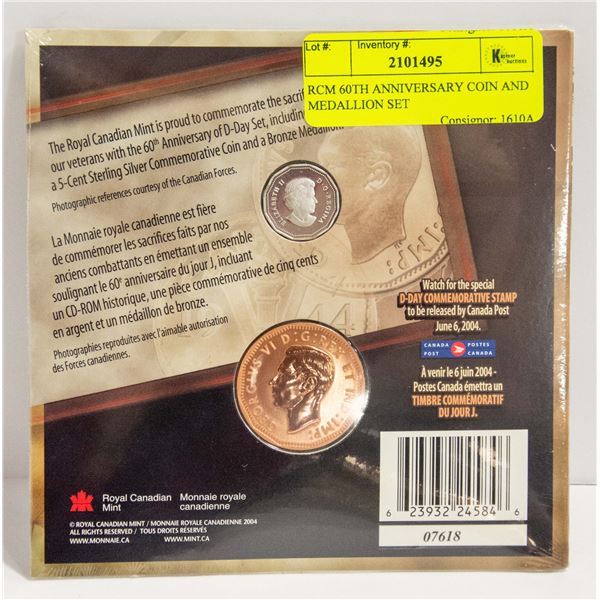 Lot #:
Inventory #:
2101495
Kastner
Auctions
RCM 60TH ANNIVERSARY COIN AND
MEDALLION SET
Consignor: 1610A
The Royal Canadian Mint is proud to commemorate the sacrif
our veterans with the 60th Anniversary of D-Day Set, including
a 5-Cent Sterling Silver Commemorative Coin and a Bronze Medallion.
Photographic references courtesy of the Canadian Forces.
La Monnaie royale canadienne est fière
de commémorer les sacrifices faits par nos
anciens combattants en émettant un ensemble
soulignant le 60e anniversaire du jour J, incluant
un CD-ROM historique, une pièce commémorative de cinq cents
en argent et un médaillon de bronze.
Photographies reproduites avec l'aimable autorisation
des Forces canadiennes.
ELIZABETH II D·G·REGINA
GEORGIVS VI D:G:REX ET IND:IMP:
Watch for the special
D-DAY COMMEMORATIVE STAMP
to be released by Canada Post
June 6, 2004.
CANADA POSTES
POST CANADA
À venir le 6 juin 2004 -
Postes Canada émettra un
TIMBRE COMMÉMORATIF
DU JOUR J.
Royal Canadian Monnaie royale
Mint canadienne
© ROYAL CANADIAN MINT / MONNAIE ROYALE CANADIENNE 2004
ALL RIGHTS RESERVED / TOUS DROITS RÉSERVÉS
WWW.MONNAIE.CA WWW.MINT.CA
6 23932 24584 6
07618